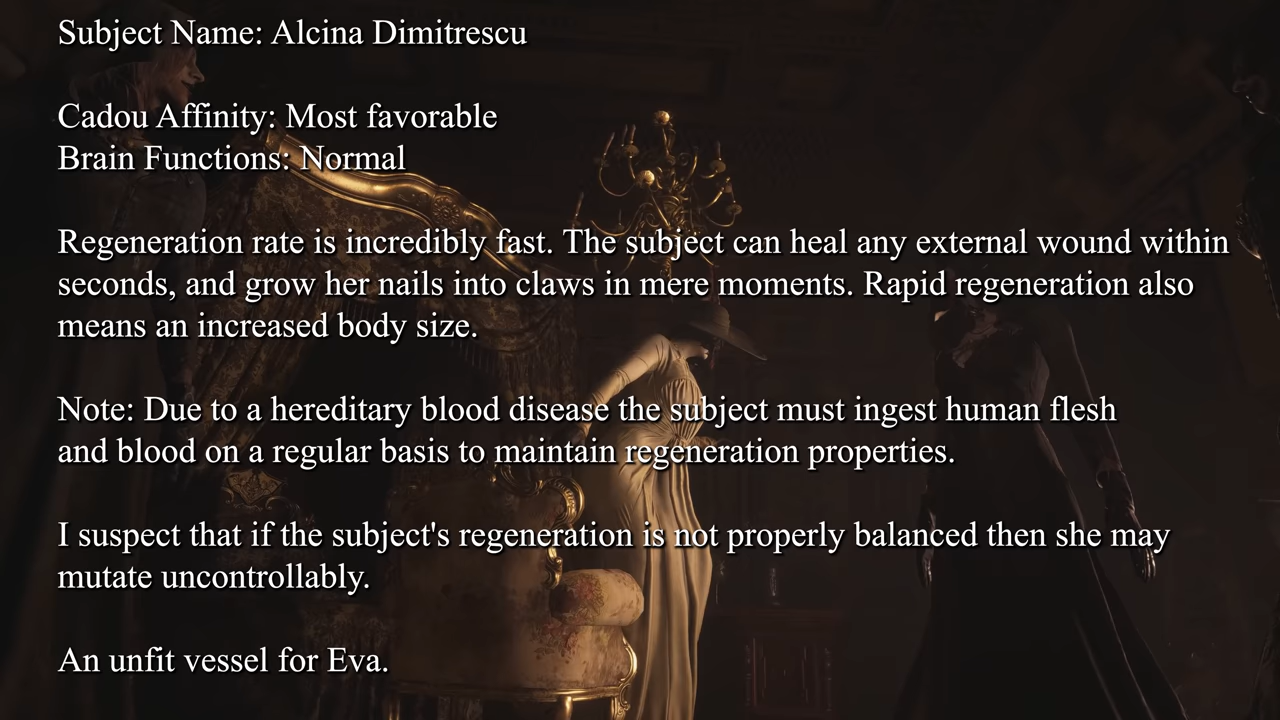 Subject Name: Alcina Dimitrescu
Cadou Affinity: Most favorable
Brain Functions: Normal
Regeneration rate is incredibly fast. The subject can heal any external wound within
seconds, and grow her nails into claws in mere moments. Rapid regeneration also
means an increased body size.
Note: Due to a hereditary blood disease the subject must ingest human flesh
and blood on a regular basis to maintain regeneration properties.
I suspect that if the subject's regeneration is not properly balanced then she may
mutate uncontrollably.
An unfit vessel for Eva.